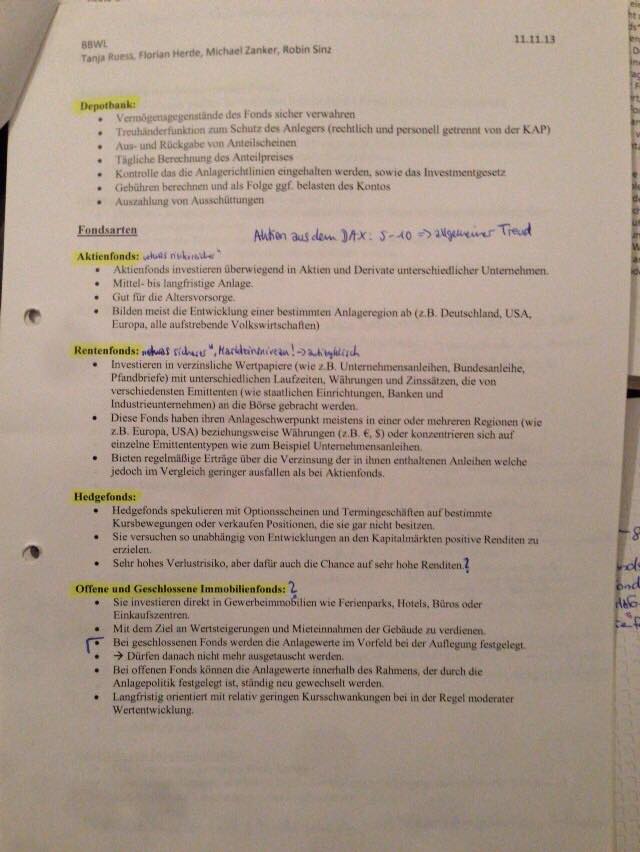 BBWL
11.11.13
Tanja Ruess, Florian Herde, Michael Zanker, Robin Sinz
Depotbank:
• Vermögensgegenstände des Fonds sicher verwahren
• Treuhänderfunktion zum Schutz des Anlegers (rechtlich und personell getrennt von der KAP)
• Aus- und Rückgabe von Anteilscheinen
• Tägliche Berechnung des Anteilpreises
• Kontrolle das die Anlagerichtlinien eingehalten werden, sowie das Investmentgesetz
• Gebühren berechnen und als Folge ggf. belasten des Kontos
• Auszahlung von Ausschüttungen
Fondsarten
Aktien aus dem DAX: 5-10 => allgemeiner Trend
Aktienfonds:
• Aktienfonds investieren überwiegend in Aktien und Derivate unterschiedlicher Unternehmen.
• Mittel- bis langfristige Anlage.
• Gut für die Altersvorsorge.
• Bilden meist die Entwicklung einer bestimmten Anlageregion ab (z.B. Deutschland, USA,
Europa, alle aufstrebende Volkswirtschaften)
Rentenfonds: Marktzinsniveau! -> antizyklisch
• Investieren in verzinsliche Wertpapiere (wie z.B. Unternehmensanleihen, Bundesanleihe,
Pfandbriefe) mit unterschiedlichen Laufzeiten, Währungen und Zinssätzen, die von
verschiedensten Emittenten (wie staatlichen Einrichtungen, Banken und
Industrieunternehmen) an die Börse gebracht werden.
• Diese Fonds haben ihren Anlageschwerpunkt meistens in einer oder mehreren Regionen (wie
z.B. Europa, USA) beziehungsweise Währungen (z.B. €, $) oder konzentrieren sich auf
einzelne Emittententypen wie zum Beispiel Unternehmensanleihen.
• Bieten regelmäßige Erträge über die Verzinsung der in ihnen enthaltenen Anleihen welche
jedoch im Vergleich geringer ausfallen als bei Aktienfonds.
Hedgefonds:
• Hedgefonds spekulieren mit Optionsscheinen und Termingeschäften auf bestimmte
Kursbewegungen oder verkaufen Positionen, die sie gar nicht besitzen.
• Sie versuchen so unabhängig von Entwicklungen an den Kapitalmärkten positive Renditen zu
erzielen.
• Sehr hohes Verlustrisiko, aber dafür auch die Chance auf sehr hohe Renditen.?
Offene und Geschlossene Immobilienfonds: ?
• Sie investieren direkt in Gewerbeimmobilien wie Ferienparks, Hotels, Büros oder
Einkaufszentren.
• Mit dem Ziel an Wertsteigerungen und Mieteinnahmen der Gebäude zu verdienen.
• Bei geschlossenen Fonds werden die Anlagewerte im Vorfeld bei der Auflegung festgelegt.
• → Dürfen danach nicht mehr ausgetauscht werden.
• Bei offenen Fonds können die Anlagewerte innerhalb des Rahmens, der durch die
Anlagepolitik festgelegt ist, ständig neu gewechselt werden.
• Langfristig orientiert mit relativ geringen Kursschwankungen bei in der Regel moderater
Wertentwicklung.